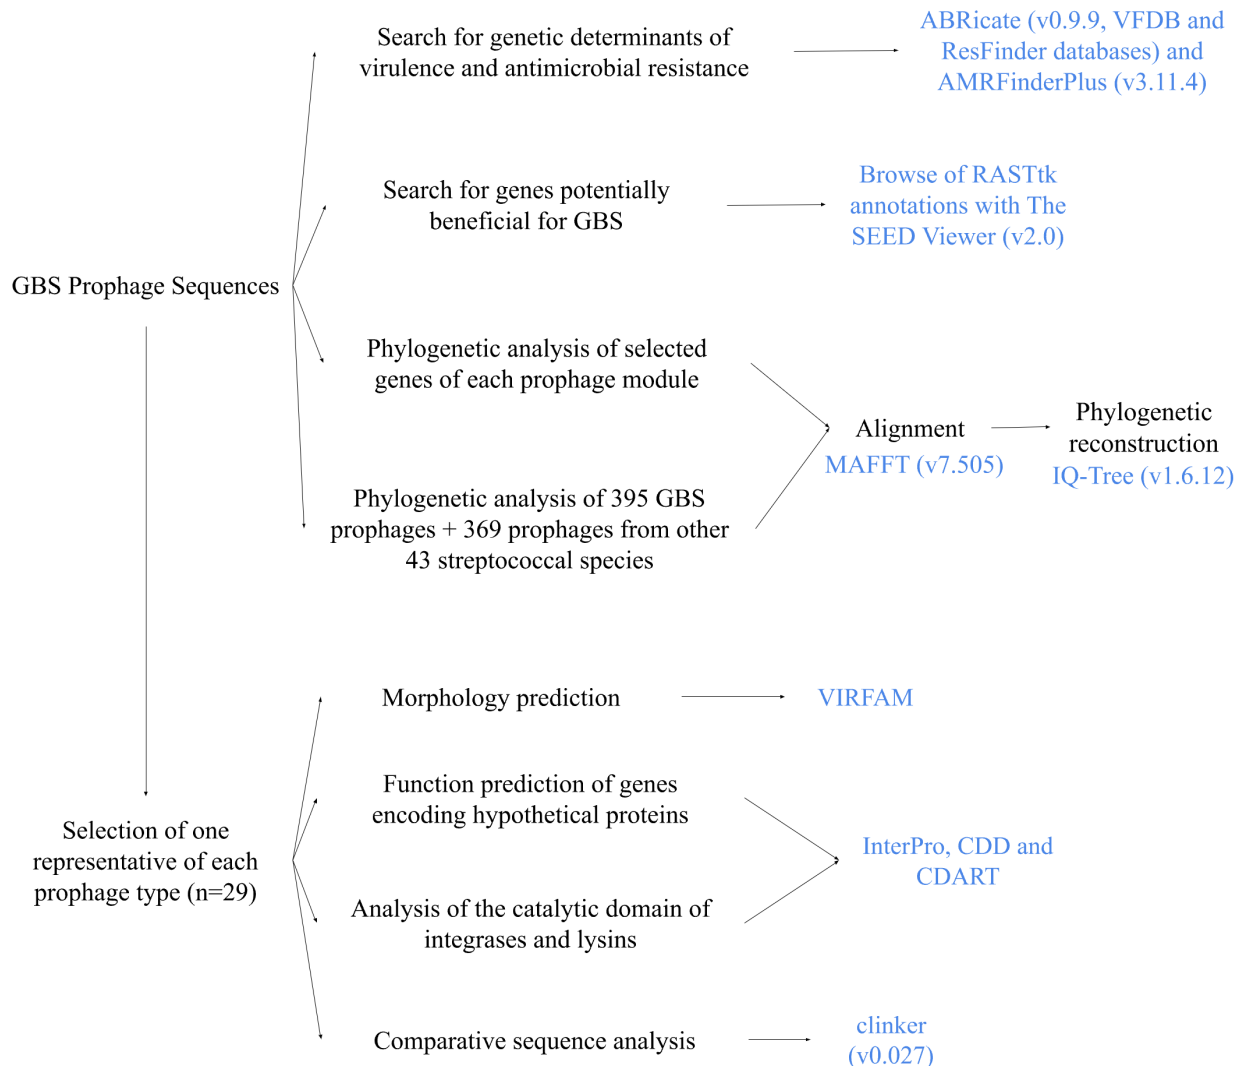 Search for genetic determinants of
virulence and antimicrobial resistance
ABRicate (v0.9.9, VFDB and
ResFinder databases) and
AMRFinderPlus (v3.11.4)
Search for genes potentially
beneficial for GBS
Browse of RASTtk
annotations with The
SEED Viewer (v2.0)
GBS Prophage Sequences
Phylogenetic analysis of selected
genes of each prophage module
Phylogenetic analysis of 395 GBS
prophages + 369 prophages from other
43 streptococcal species
Alignment
MAFFT (v7.505)
Phylogenetic
reconstruction
IQ-Tree (v1.6.12)
Selection of one
representative of each
prophage type (n=29)
Morphology prediction
VIRFAM
Function prediction of genes
encoding hypothetical proteins
Analysis of the catalytic domain of
integrases and lysins
InterPro, CDD and
CDART
Comparative sequence analysis
clinker
(v0.027)